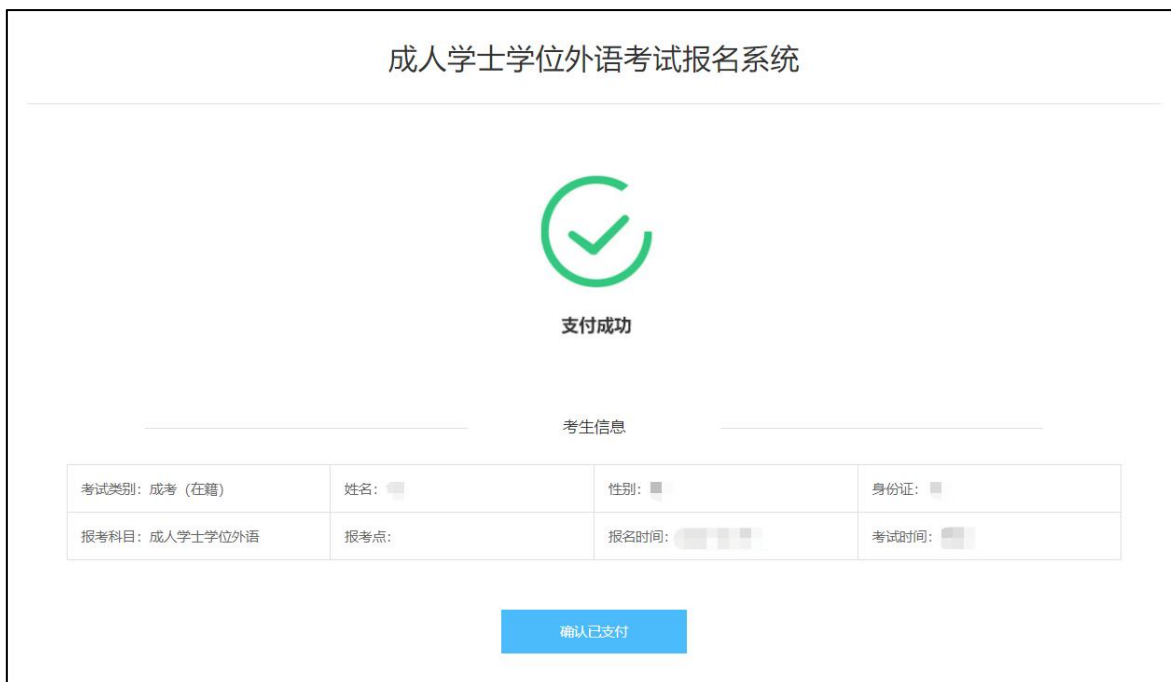 成人学士学位外语考试报名系统
支付成功
考生信息
考试类别：成考（在籍） 姓名： 性别： 身份证：
报考科目：成人学士学位外语 报考点： 报名时间： 考试时间：
确认已支付